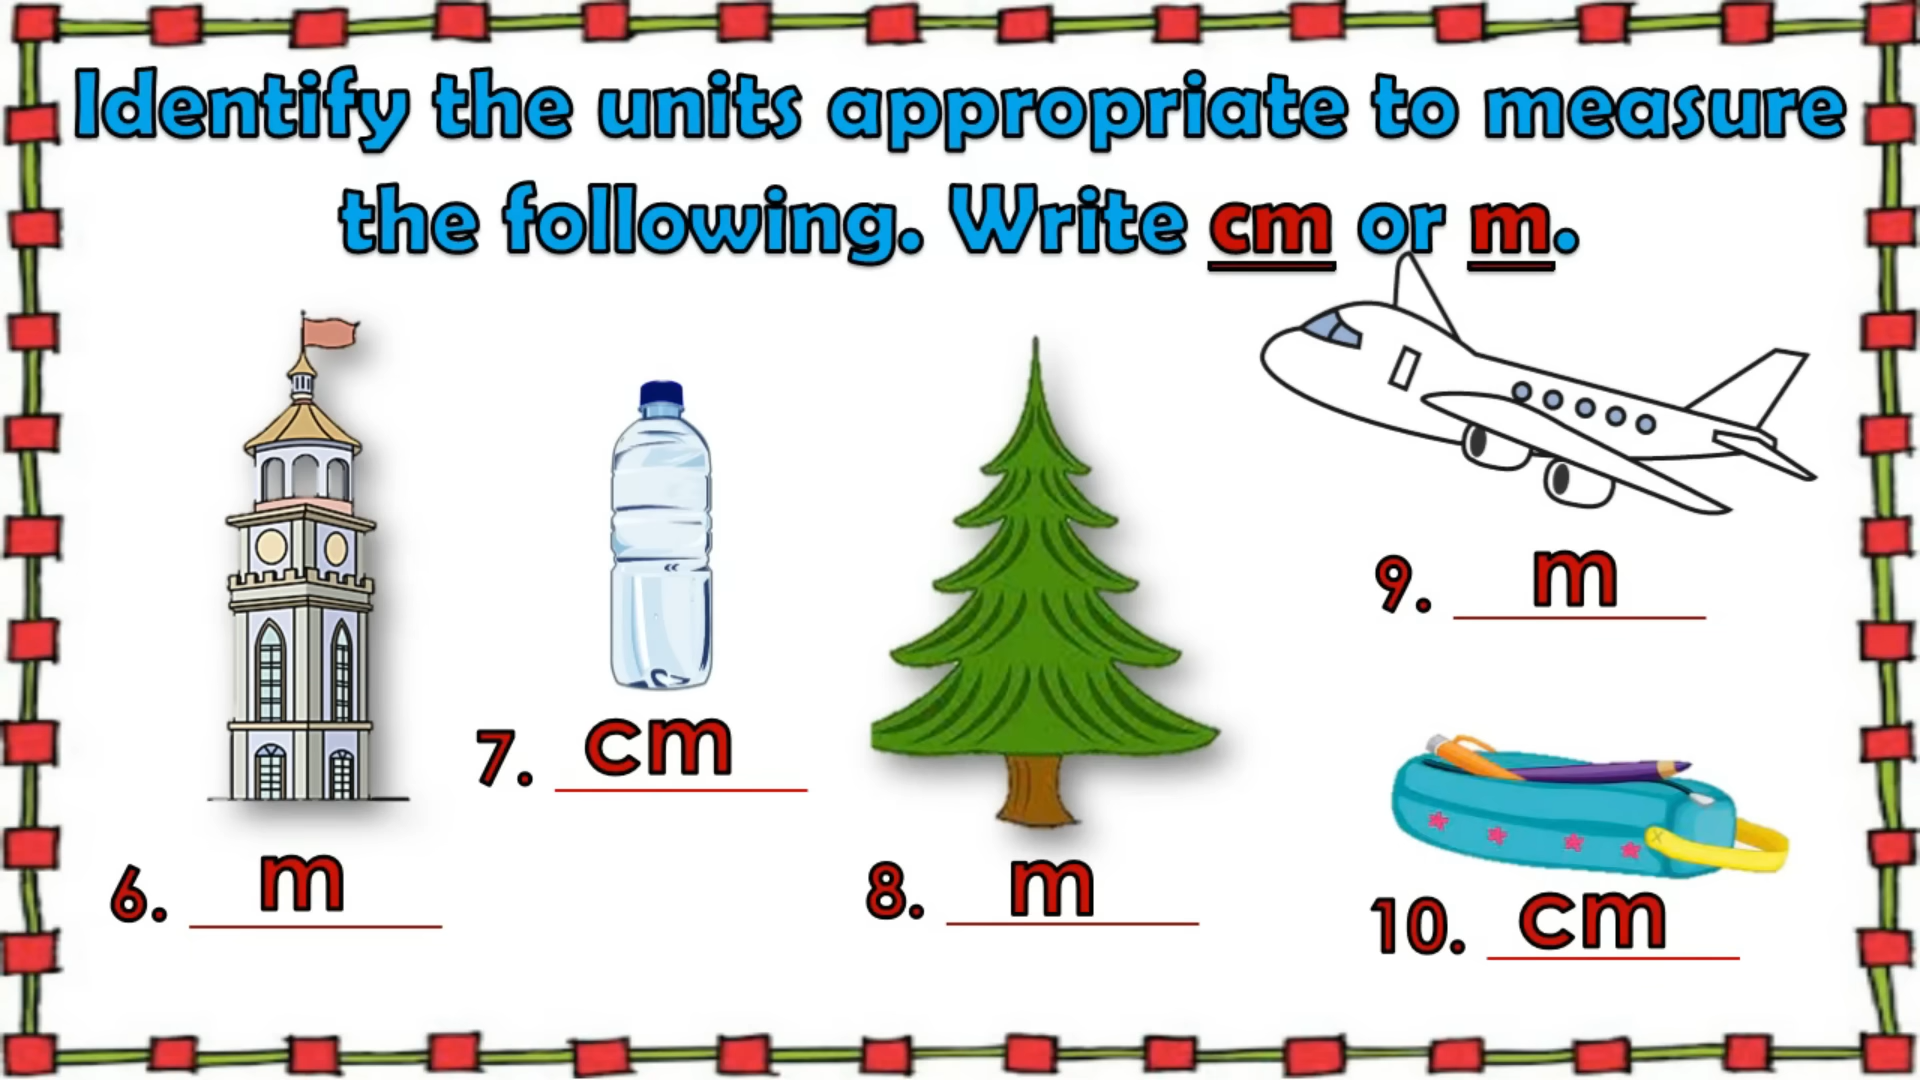 Identify the units appropriate to measure
the following. Write cm or m.
6. m
7. cm
8. m
9. m
10. cm